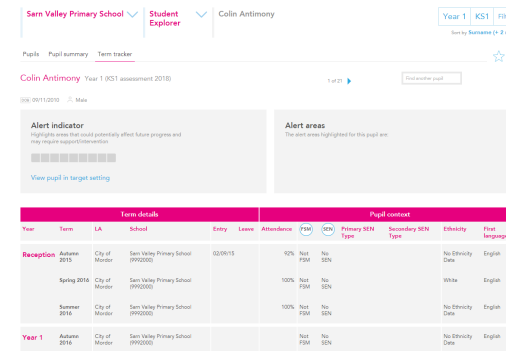 Sarn Valley Primary School Student Explorer Colin Antimony Year 1 KS1
Sort by Surname (+ 2
Pupils Pupil summary Term tracker
Colin Antimony Year 1 (KS1 assessment 2018) 1 of 21 Find another pupil
DOB 09/11/2010 Male
Alert indicator
Highlights areas that could potentially affect future progress and
may require support/intervention
View pupil in target setting
Alert areas
The alert areas highlighted for this pupil are:
Term details Pupil context
Year Term LA School Entry Leave Attendance FSM SEN Primary SEN Type Secondary SEN Type Ethnicity First language
Reception Autumn 2015 City of Mordor Sarn Valley Primary School (9992000) 02/09/15 92% Not FSM No SEN No Ethnicity Data English
Spring 2016 City of Mordor Sarn Valley Primary School (9992000) 100% Not FSM No SEN White English
Summer 2016 City of Mordor Sarn Valley Primary School (9992000) 100% Not FSM No SEN No Ethnicity Data English
Year 1 Autumn 2016 City of Mordor Sarn Valley Primary School (9992000) Not FSM No SEN No Ethnicity Data English